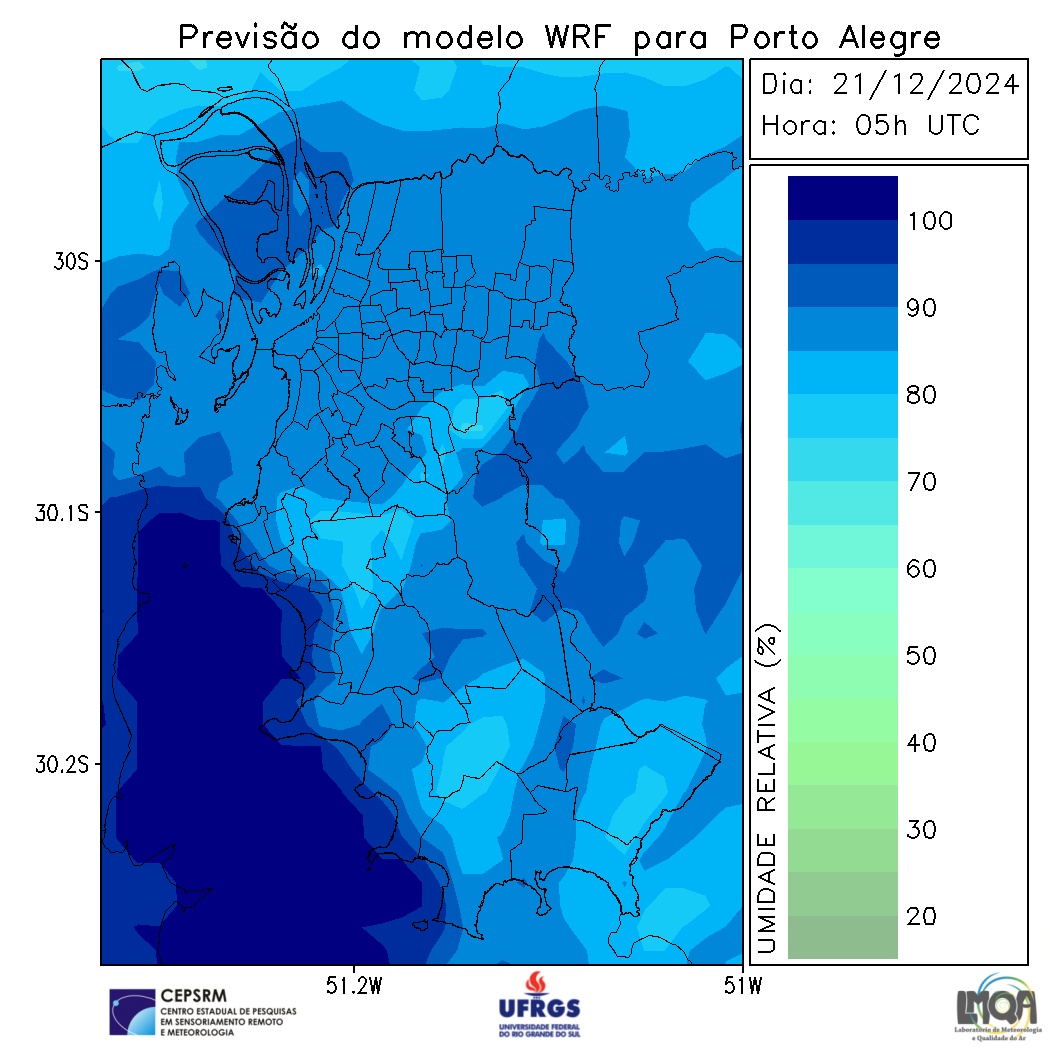 Previsão do modelo WRF para Porto Alegre
Dia: 21/12/2024
Hora: 05h UTC
100
90
80
70
60
50
40
30
20
UMIDADE RELATIVA (%)
30S
30.1S
30.2S
51.2W
51W
CEPSRM
CENTRO ESTADUAL DE PESQUISAS
EM SENSORIAMENTO REMOTO
E METEOROLOGIA
UFRGS
UNIVERSIDADE FEDERAL
DO RIO GRANDE DO SUL
LMQA
Laboratório de Meteorologia
e Qualidade do Ar